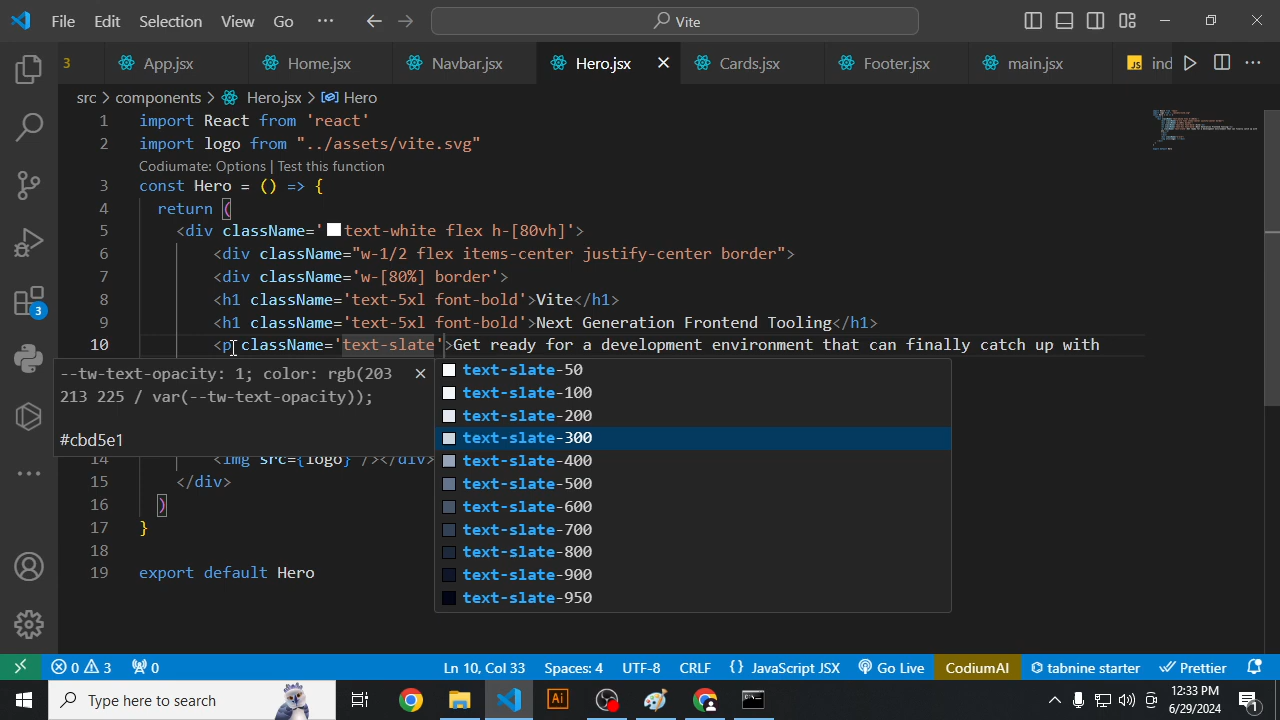 File Edit Selection View Go ··· Vite
3 App.jsx Home.jsx Navbar.jsx Hero.jsx Cards.jsx Footer.jsx main.jsx JS ind
src > components > Hero.jsx > Hero
1 import React from 'react'
2 import logo from "../assets/vite.svg"
Codiumate: Options | Test this function
3 const Hero = () => {
4 return (
5 <div className='text-white flex h-[80vh]'>
6 <div className="w-1/2 flex items-center justify-center border">
7 <div className='w-[80%] border'>
8 <h1 className='text-5xl font-bold'>Vite</h1>
9 <h1 className='text-5xl font-bold'>Next Generation Frontend Tooling</h1>
10 <p className='text-slate'>Get ready for a development environment that can finally catch up with
--tw-text-opacity: 1; color: rgb(203
213 225 / var(--tw-text-opacity));
#cbd5e1
text-slate-50
text-slate-100
text-slate-200
text-slate-300
text-slate-400
text-slate-500
text-slate-600
text-slate-700
text-slate-800
text-slate-900
text-slate-950
14 <img src={logo} /></div>
15 </div>
16 )
17 }
18
19 export default Hero
3
0 3 0 Ln 10, Col 33 Spaces: 4 UTF-8 CRLF {} JavaScript JSX Go Live CodiumAI tabnine starter Prettier
Type here to search Ai 12:33 PM
6/29/2024 1